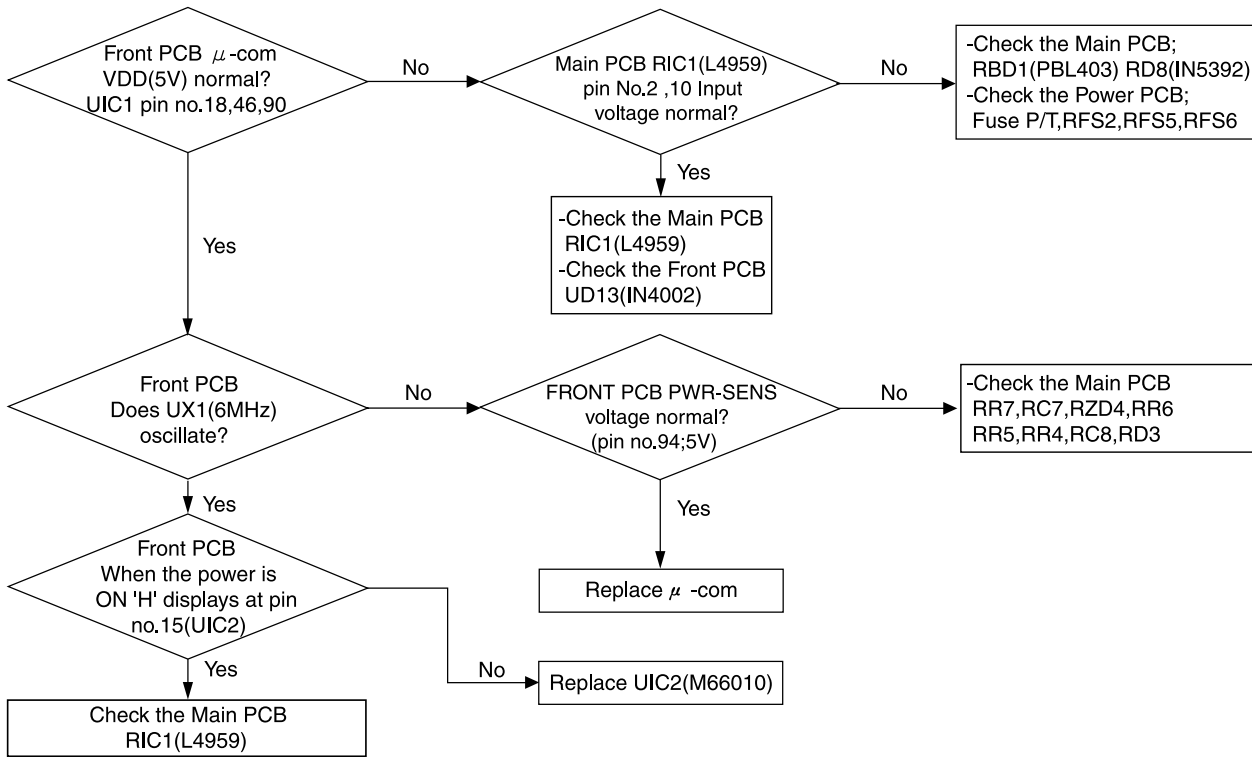 Front PCB μ-com
VDD(5V) normal?
UIC1 pin no.18,46,90
No
Main PCB RIC1(L4959)
pin No.2 ,10 Input
voltage normal?
No
-Check the Main PCB;
RBD1(PBL403) RD8(IN5392)
-Check the Power PCB;
Fuse P/T,RFS2,RFS5,RFS6
Yes
-Check the Main PCB
RIC1(L4959)
-Check the Front PCB
UD13(IN4002)
Yes
Front PCB
Does UX1(6MHz)
oscillate?
No
FRONT PCB PWR-SENS
voltage normal?
(pin no.94;5V)
No
-Check the Main PCB
RR7,RC7,RZD4,RR6
RR5,RR4,RC8,RD3
Yes
Replace μ -com
Yes
Front PCB
When the power is
ON 'H' displays at pin
no.15(UIC2)
No
Replace UIC2(M66010)
Yes
Check the Main PCB
RIC1(L4959)